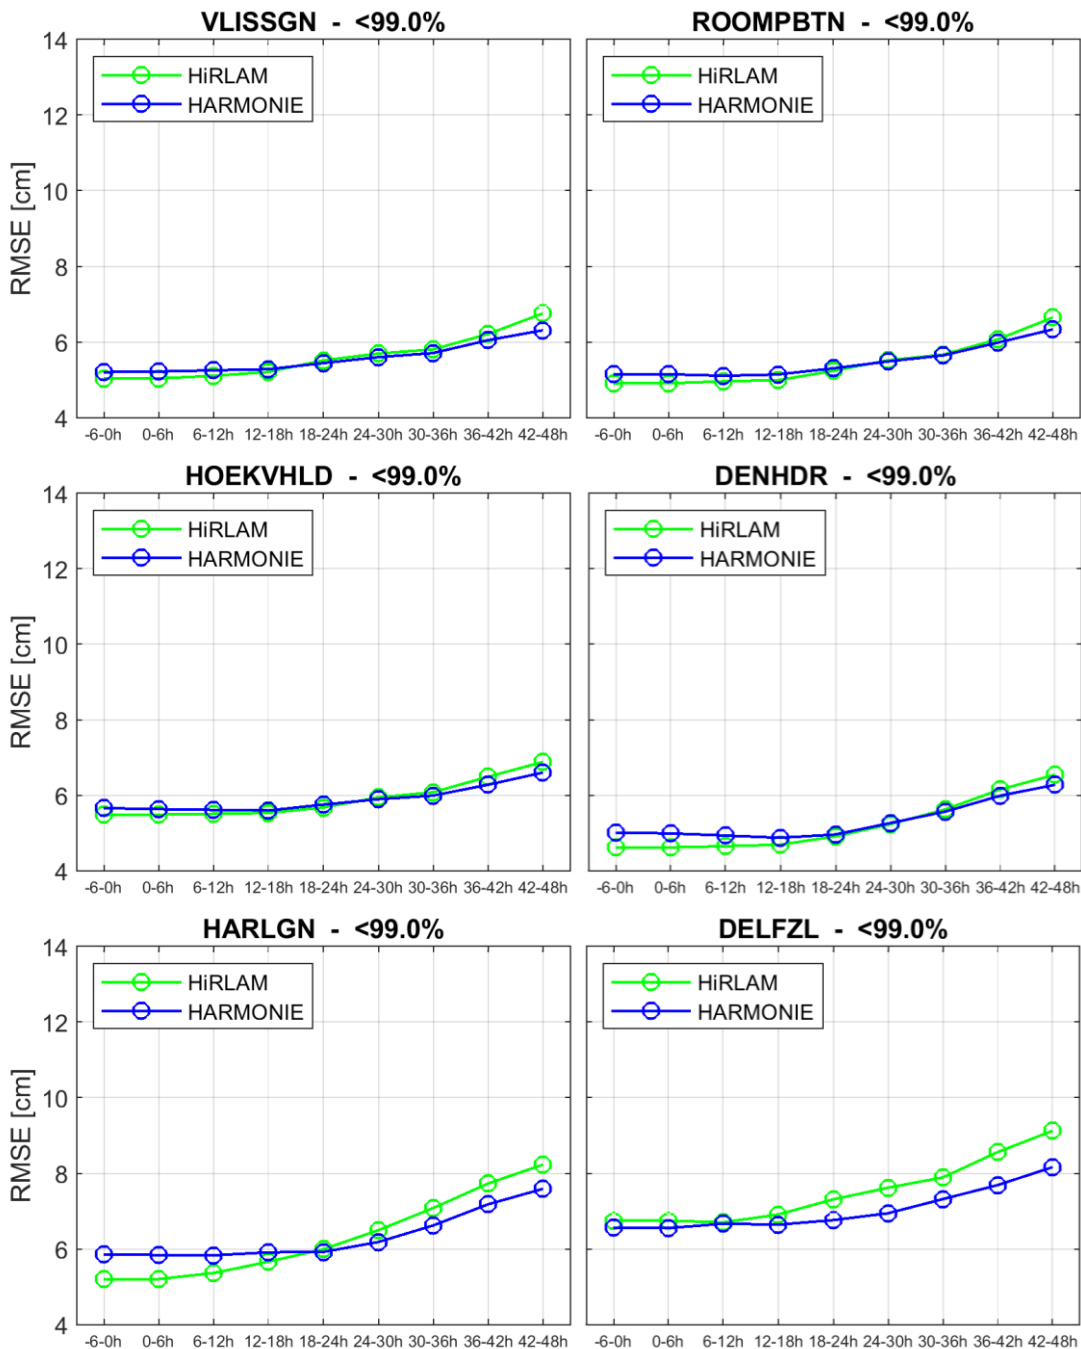 VLISSGN - <99.0%
14
12
10
8
6
4
RMSE [cm]
HiRLAM
HARMONIE
-6-0h 0-6h 6-12h 12-18h 18-24h 24-30h 30-36h 36-42h 42-48h
ROOMPBTN - <99.0%
HiRLAM
HARMONIE
-6-0h 0-6h 6-12h 12-18h 18-24h 24-30h 30-36h 36-42h 42-48h
HOEKVHLD - <99.0%
14
12
10
8
6
4
RMSE [cm]
HiRLAM
HARMONIE
-6-0h 0-6h 6-12h 12-18h 18-24h 24-30h 30-36h 36-42h 42-48h
DENHDR - <99.0%
HiRLAM
HARMONIE
-6-0h 0-6h 6-12h 12-18h 18-24h 24-30h 30-36h 36-42h 42-48h
HARLGN - <99.0%
14
12
10
8
6
4
RMSE [cm]
HiRLAM
HARMONIE
-6-0h 0-6h 6-12h 12-18h 18-24h 24-30h 30-36h 36-42h 42-48h
DELFZL - <99.0%
HiRLAM
HARMONIE
-6-0h 0-6h 6-12h 12-18h 18-24h 24-30h 30-36h 36-42h 42-48h